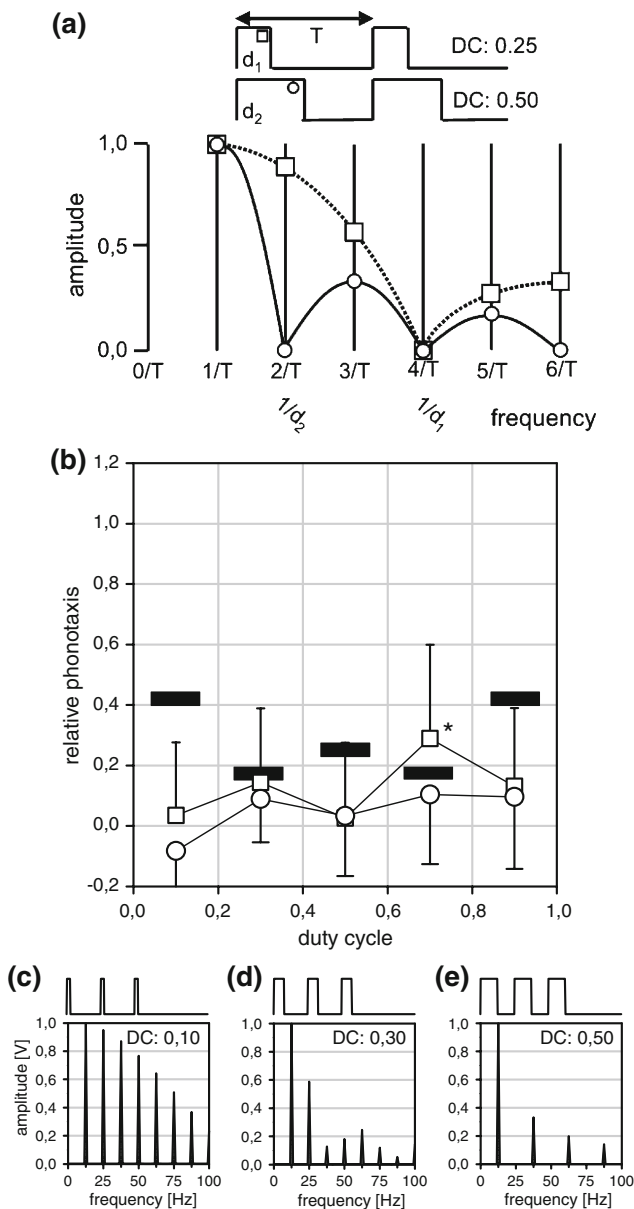 (a)
T
d1
DC: 0.25
d2
DC: 0.50
1,0
0,5
0,0
amplitude
0/T 1/T 2/T 3/T 4/T 5/T 6/T
1/d2 1/d1 frequency
(b)
1,2
1,0
0,8
0,6
0,4
0,2
0,0
-0,2
relative phonotaxis
*
0,0 0,2 0,4 0,6 0,8 1,0
duty cycle
(c)
DC: 0,10
1,0
0,8
0,6
0,4
0,2
0,0
amplitude [V]
0 25 50 75 100
frequency [Hz]
(d)
DC: 0,30
1,0
0,8
0,6
0,4
0,2
0,0
0 25 50 75 100
frequency [Hz]
(e)
DC: 0,50
1,0
0,8
0,6
0,4
0,2
0,0
0 25 50 75 100
frequency [Hz]